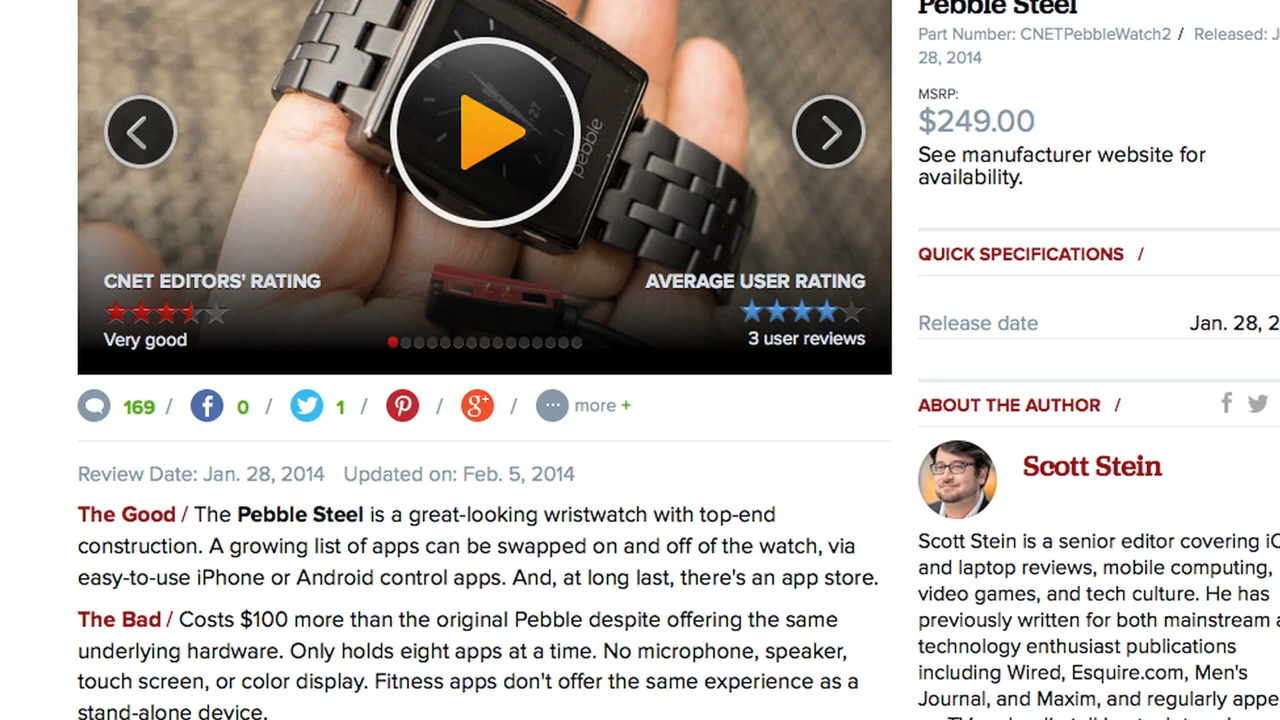 pebble
27
CNET EDITORS' RATING
Very good
AVERAGE USER RATING
3 user reviews
169 / f 0 / 1 / / g+ / ... more +
Review Date: Jan. 28, 2014 Updated on: Feb. 5, 2014
The Good / The Pebble Steel is a great-looking wristwatch with top-end
construction. A growing list of apps can be swapped on and off of the watch, via
easy-to-use iPhone or Android control apps. And, at long last, there's an app store.
The Bad / Costs $100 more than the original Pebble despite offering the same
underlying hardware. Only holds eight apps at a time. No microphone, speaker,
touch screen, or color display. Fitness apps don't offer the same experience as a
stand-alone device.
Pebble Steel
Part Number: CNETPebbleWatch2 / Released: J
28, 2014
MSRP:
$249.00
See manufacturer website for
availability.
QUICK SPECIFICATIONS /
Release date Jan. 28, 2
ABOUT THE AUTHOR / f
Scott Stein
Scott Stein is a senior editor covering iO
and laptop reviews, mobile computing,
video games, and tech culture. He has
previously written for both mainstream a
technology enthusiast publications
including Wired, Esquire.com, Men's
Journal, and Maxim, and regularly appe